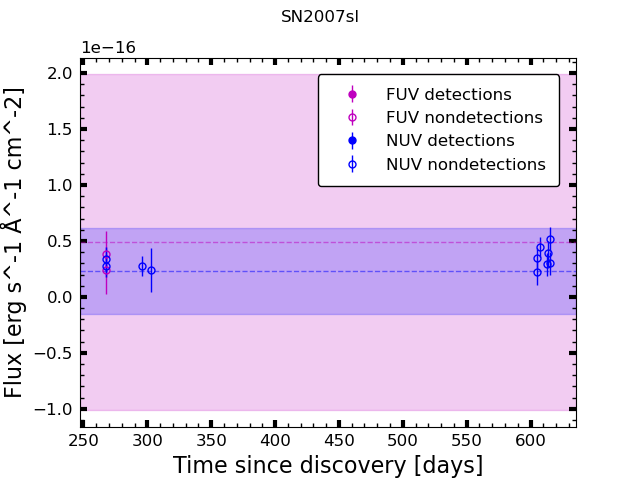 SN2007sl
1e−16
2.0
1.5
1.0
0.5
0.0
−0.5
−1.0
Flux [erg s^-1 Å^-1 cm^-2]
FUV detections
FUV nondetections
NUV detections
NUV nondetections
250 300 350 400 450 500 550 600
Time since discovery [days]